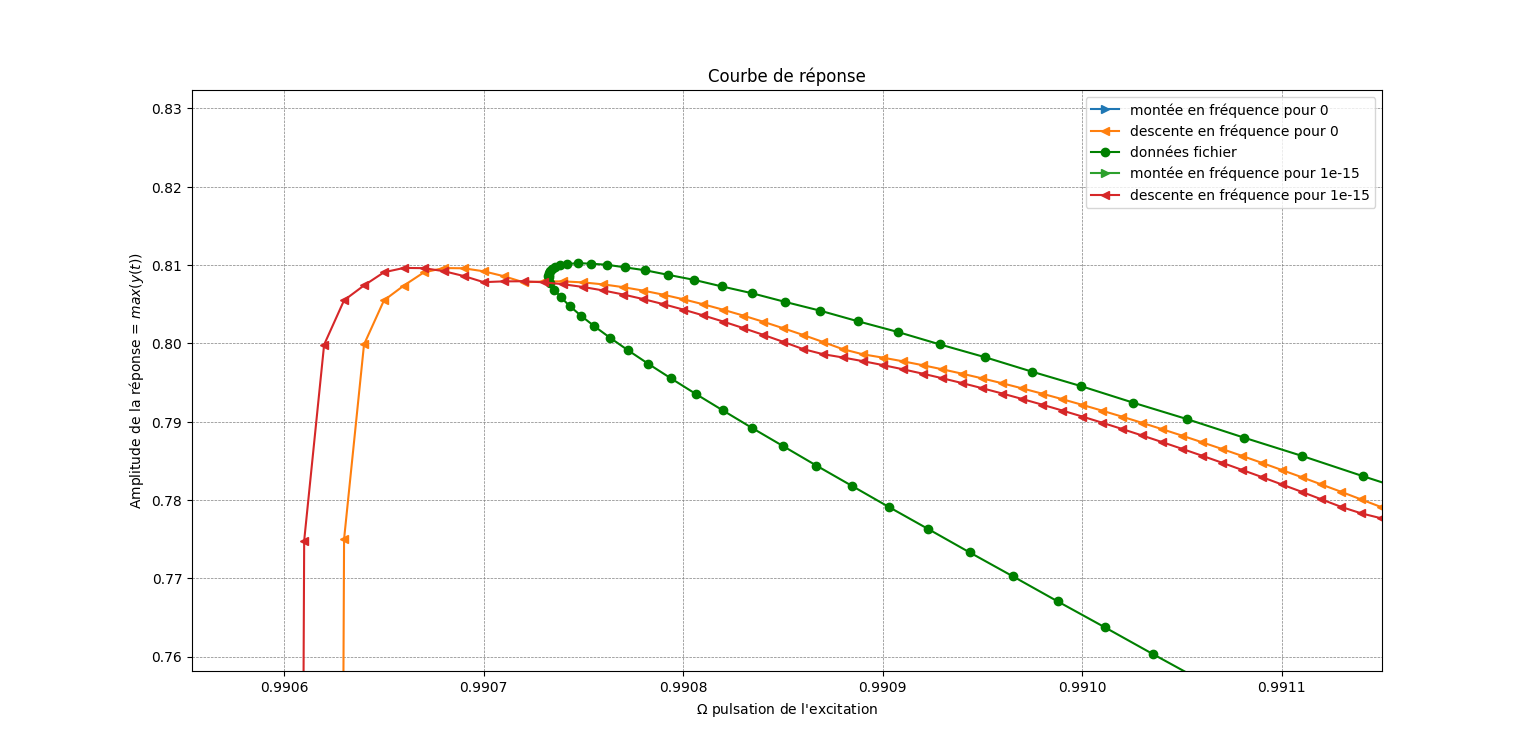 Courbe de réponse
montée en fréquence pour 0
descente en fréquence pour 0
données fichier
montée en fréquence pour 1e-15
descente en fréquence pour 1e-15
Amplitude de la réponse = max(y(t))
0.83
0.82
0.81
0.80
0.79
0.78
0.77
0.76
0.9906
0.9907
0.9908
0.9909
0.9910
0.9911
Ω pulsation de l'excitation